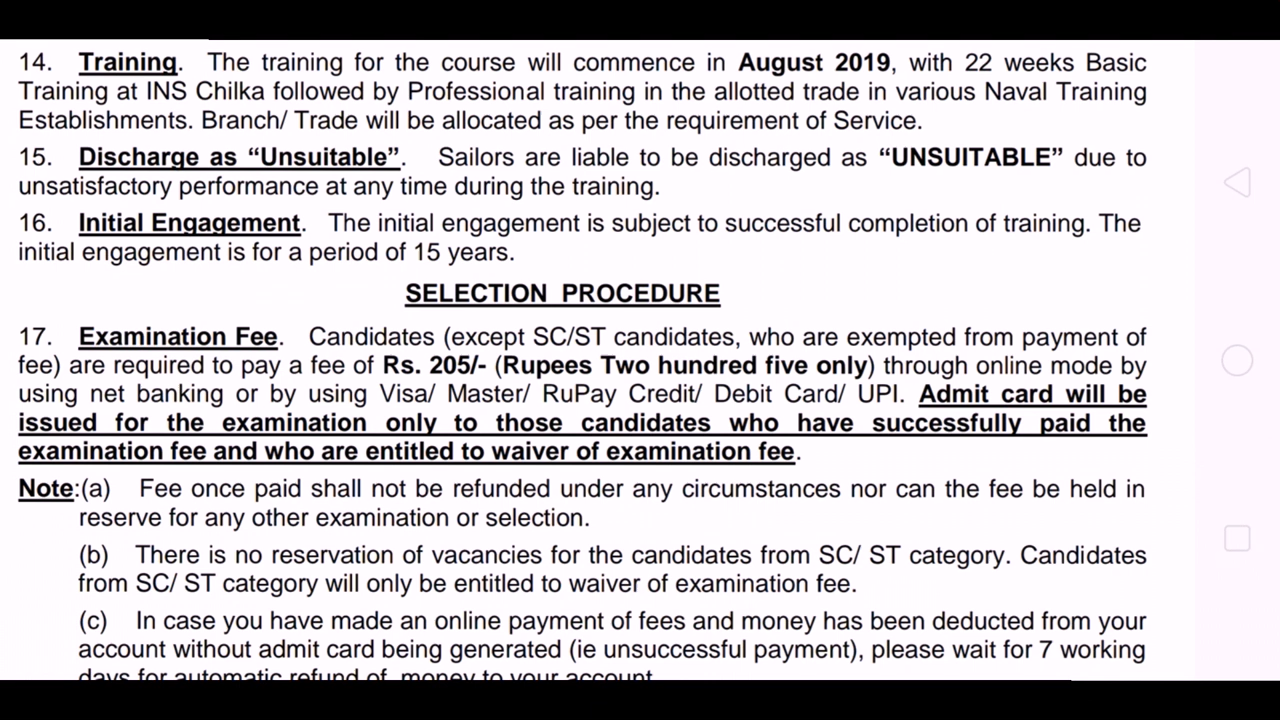 14. Training. The training for the course will commence in August 2019, with 22 weeks Basic
Training at INS Chilka followed by Professional training in the allotted trade in various Naval Training
Establishments. Branch/ Trade will be allocated as per the requirement of Service.
15. Discharge as “Unsuitable”. Sailors are liable to be discharged as “UNSUITABLE” due to
unsatisfactory performance at any time during the training.
16. Initial Engagement. The initial engagement is subject to successful completion of training. The
initial engagement is for a period of 15 years.
SELECTION PROCEDURE
17. Examination Fee. Candidates (except SC/ST candidates, who are exempted from payment of
fee) are required to pay a fee of Rs. 205/- (Rupees Two hundred five only) through online mode by
using net banking or by using Visa/ Master/ RuPay Credit/ Debit Card/ UPI. Admit card will be
issued for the examination only to those candidates who have successfully paid the
examination fee and who are entitled to waiver of examination fee.
Note:(a) Fee once paid shall not be refunded under any circumstances nor can the fee be held in
reserve for any other examination or selection.
(b) There is no reservation of vacancies for the candidates from SC/ ST category. Candidates
from SC/ ST category will only be entitled to waiver of examination fee.
(c) In case you have made an online payment of fees and money has been deducted from your
account without admit card being generated (ie unsuccessful payment), please wait for 7 working
days for automatic refund of money to your account